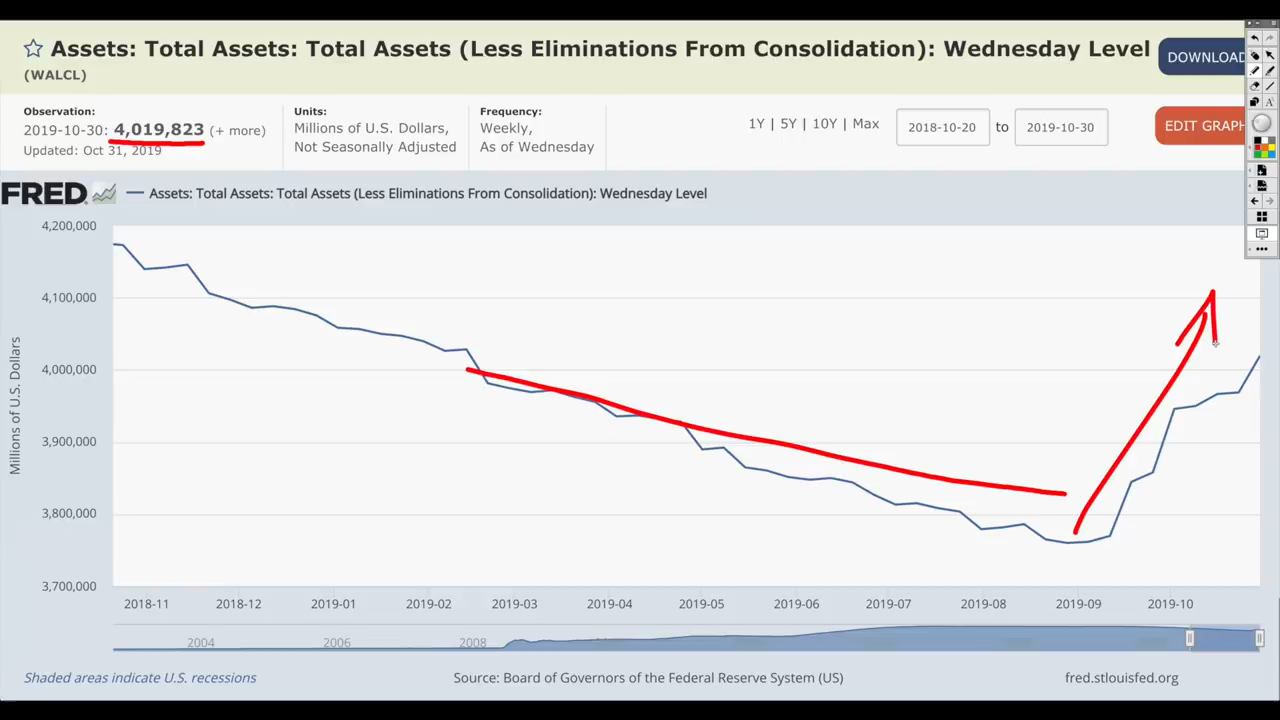 Assets: Total Assets: Total Assets (Less Eliminations From Consolidation): Wednesday Level
(WALCL)
DOWNLOAD
Observation:
2019-10-30: 4,019,823 (+ more)
Updated: Oct 31, 2019
Units:
Millions of U.S. Dollars,
Not Seasonally Adjusted
Frequency:
Weekly,
As of Wednesday
1Y | 5Y | 10Y | Max
2018-10-20 to 2019-10-30
EDIT GRAPH
FRED
Assets: Total Assets: Total Assets (Less Eliminations From Consolidation): Wednesday Level
Millions of U.S. Dollars
4,200,000
4,100,000
4,000,000
3,900,000
3,800,000
3,700,000
2018-11 2018-12 2019-01 2019-02 2019-03 2019-04 2019-05 2019-06 2019-07 2019-08 2019-09 2019-10
2004 2006 2008
Shaded areas indicate U.S. recessions
Source: Board of Governors of the Federal Reserve System (US)
fred.stlouisfed.org